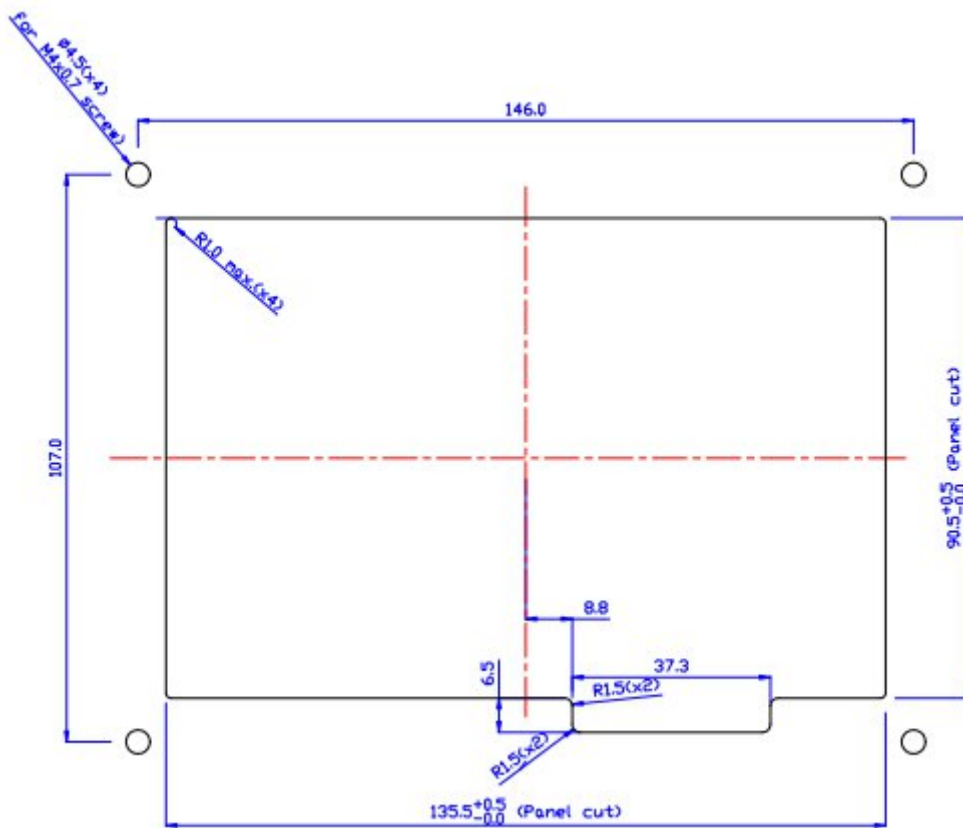 Ø4.5(x4)
for M4x0.7 screw)
146.0
R1.0 max.(x4)
107.0
90.5+0.5 -0.0 (Panel cut)
8.8
6.5
37.3
R1.5(x2)
R1.5(x2)
135.5+0.5 -0.0 (Panel cut)